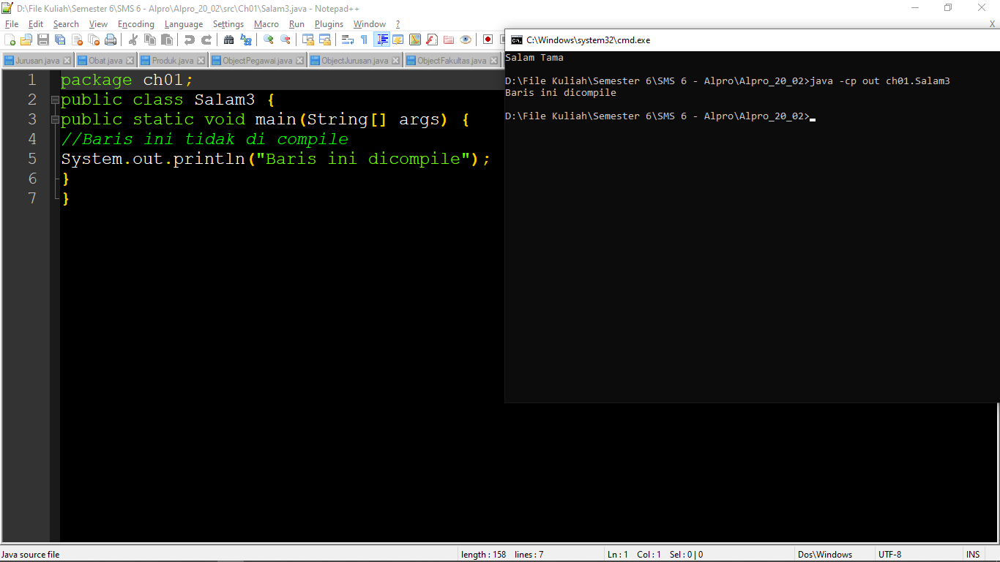 D:\File Kuliah\Semester 6\SMS 6 - Alpro\Alpro_20_02\src\Ch01\Salam3.java - Notepad++
File Edit Search View Encoding Language Settings Macro Run Plugins Window ? X
C:\Windows\system32\cmd.exe
Jurusan.java Obat.java Produk.java ObjectPegawai.java ObjectJurusan.java ObjectFakultas.java
1 package ch01;
2 public class Salam3 {
3 public static void main(String[] args) {
4 //Baris ini tidak di compile
5 System.out.println("Baris ini dicompile");
6 }
7 }
Salam Tama
D:\File Kuliah\Semester 6\SMS 6 - Alpro\Alpro_20_02>java -cp out ch01.Salam3
Baris ini dicompile
D:\File Kuliah\Semester 6\SMS 6 - Alpro\Alpro_20_02>
Java source file length : 158 lines : 7 Ln : 1 Col : 1 Sel : 0 | 0 Dos\Windows UTF-8 INS